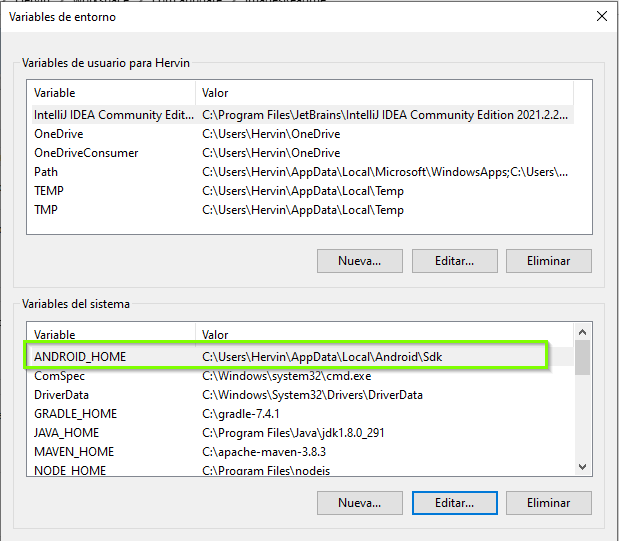 Variables de entorno
Variables de usuario para Hervin
Variable Valor
IntelliJ IDEA Community Edit... C:\Program Files\JetBrains\IntelliJ IDEA Community Edition 2021.2.2...
OneDrive C:\Users\Hervin\OneDrive
OneDriveConsumer C:\Users\Hervin\OneDrive
Path C:\Users\Hervin\AppData\Local\Microsoft\WindowsApps;C:\Users\...
TEMP C:\Users\Hervin\AppData\Local\Temp
TMP C:\Users\Hervin\AppData\Local\Temp
Nueva... Editar... Eliminar
Variables del sistema
Variable Valor
ANDROID_HOME C:\Users\Hervin\AppData\Local\Android\Sdk
ComSpec C:\Windows\system32\cmd.exe
DriverData C:\Windows\System32\Drivers\DriverData
GRADLE_HOME C:\gradle-7.4.1
JAVA_HOME C:\Program Files\Java\jdk1.8.0_291
MAVEN_HOME C:\apache-maven-3.8.3
NODE_HOME C:\Program Files\nodejs
Nueva... Editar... Eliminar